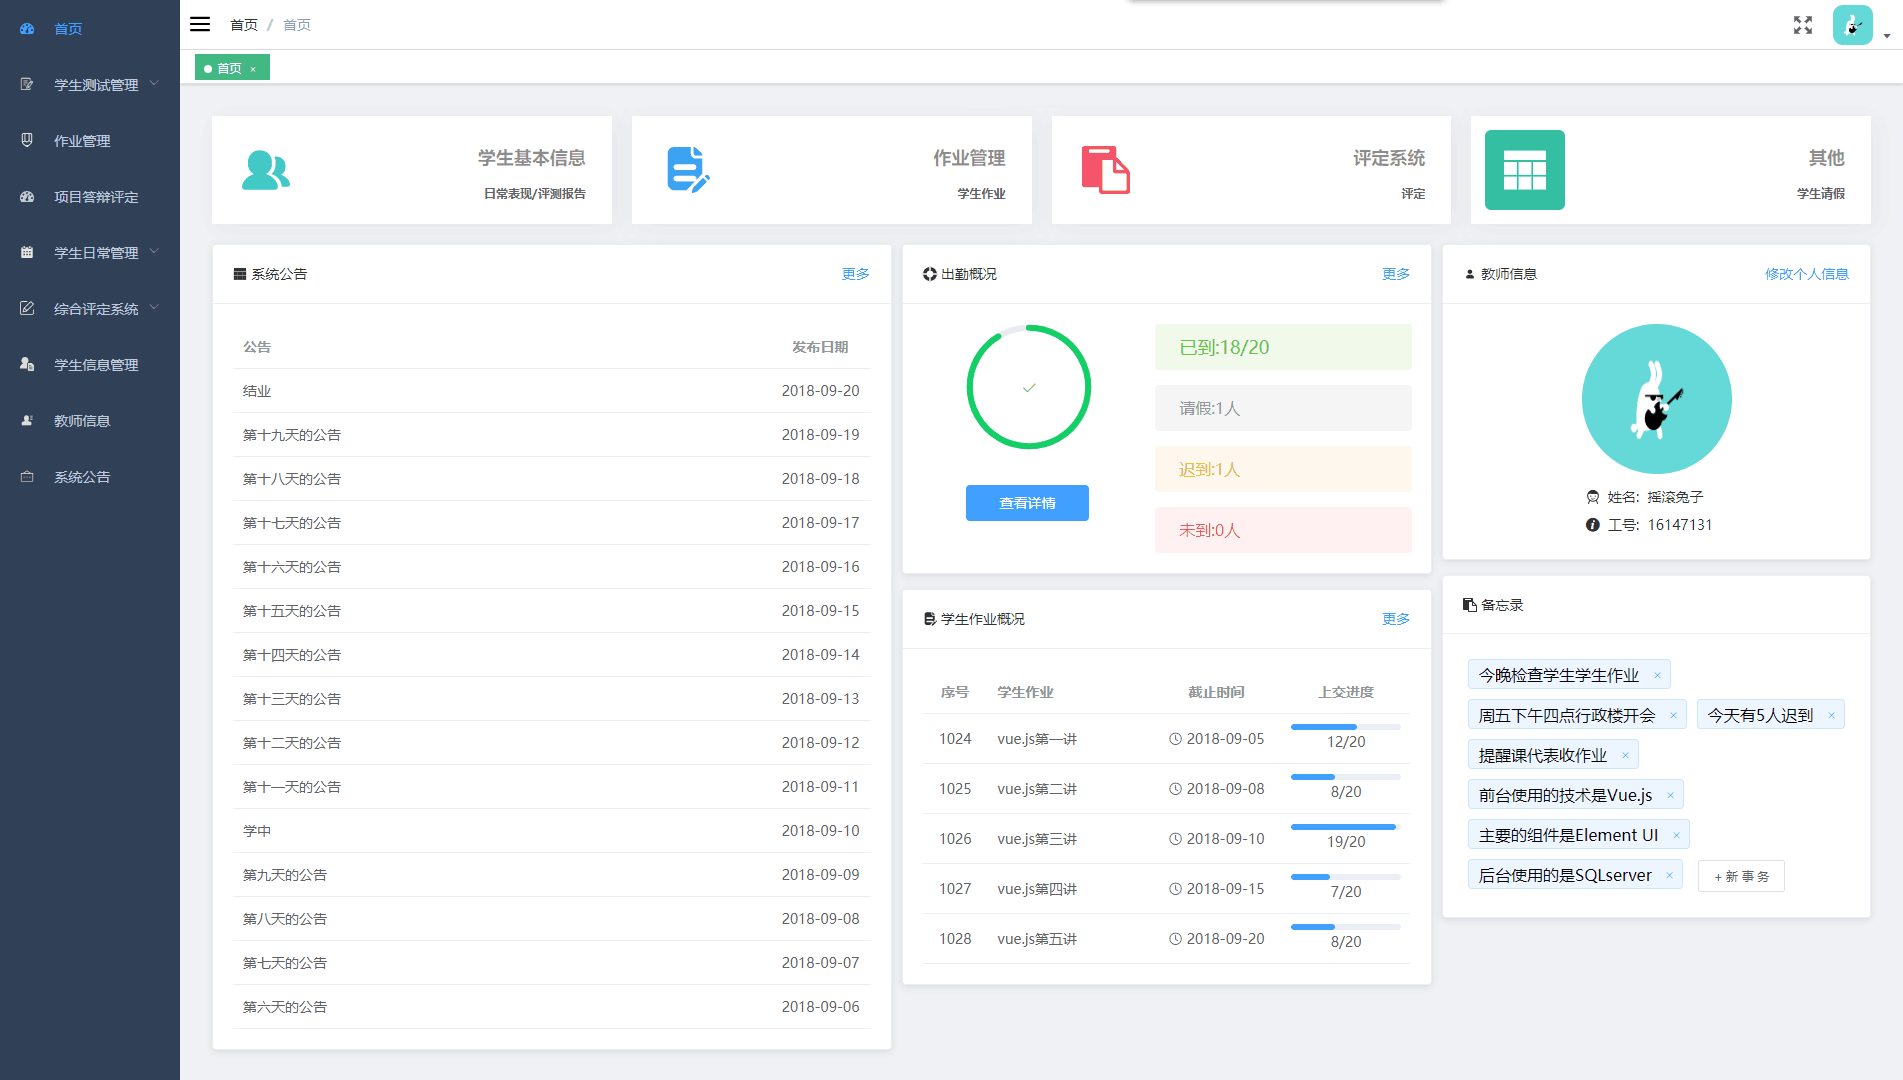 首页
学生测试管理
作业管理
项目答辩评定
学生日常管理
综合评定系统
学生信息管理
教师信息
系统公告
首页 / 首页
首页 ×
学生基本信息
日常表现/评测报告
作业管理
学生作业
评定系统
评定
其他
学生请假
系统公告 更多
公告 发布日期
结业 2018-09-20
第十九天的公告 2018-09-19
第十八天的公告 2018-09-18
第十七天的公告 2018-09-17
第十六天的公告 2018-09-16
第十五天的公告 2018-09-15
第十四天的公告 2018-09-14
第十三天的公告 2018-09-13
第十二天的公告 2018-09-12
第十一天的公告 2018-09-11
学中 2018-09-10
第九天的公告 2018-09-09
第八天的公告 2018-09-08
第七天的公告 2018-09-07
第六天的公告 2018-09-06
出勤概况 更多
已到:18/20
请假:1人
迟到:1人
未到:0人
查看详情
学生作业概况 更多
序号 学生作业 截止时间 上交进度
1024 vue.js第一讲 2018-09-05 12/20
1025 vue.js第二讲 2018-09-08 8/20
1026 vue.js第三讲 2018-09-10 19/20
1027 vue.js第四讲 2018-09-15 7/20
1028 vue.js第五讲 2018-09-20 8/20
教师信息 修改个人信息
姓名: 摇滚兔子
工号: 16147131
备忘录
今晚检查学生学生作业 ×
周五下午四点行政楼开会 × 今天有5人迟到 ×
提醒课代表收作业 ×
前台使用的技术是Vue.js ×
主要的组件是Element UI ×
后台使用的是SQLserver × + 新 事 务